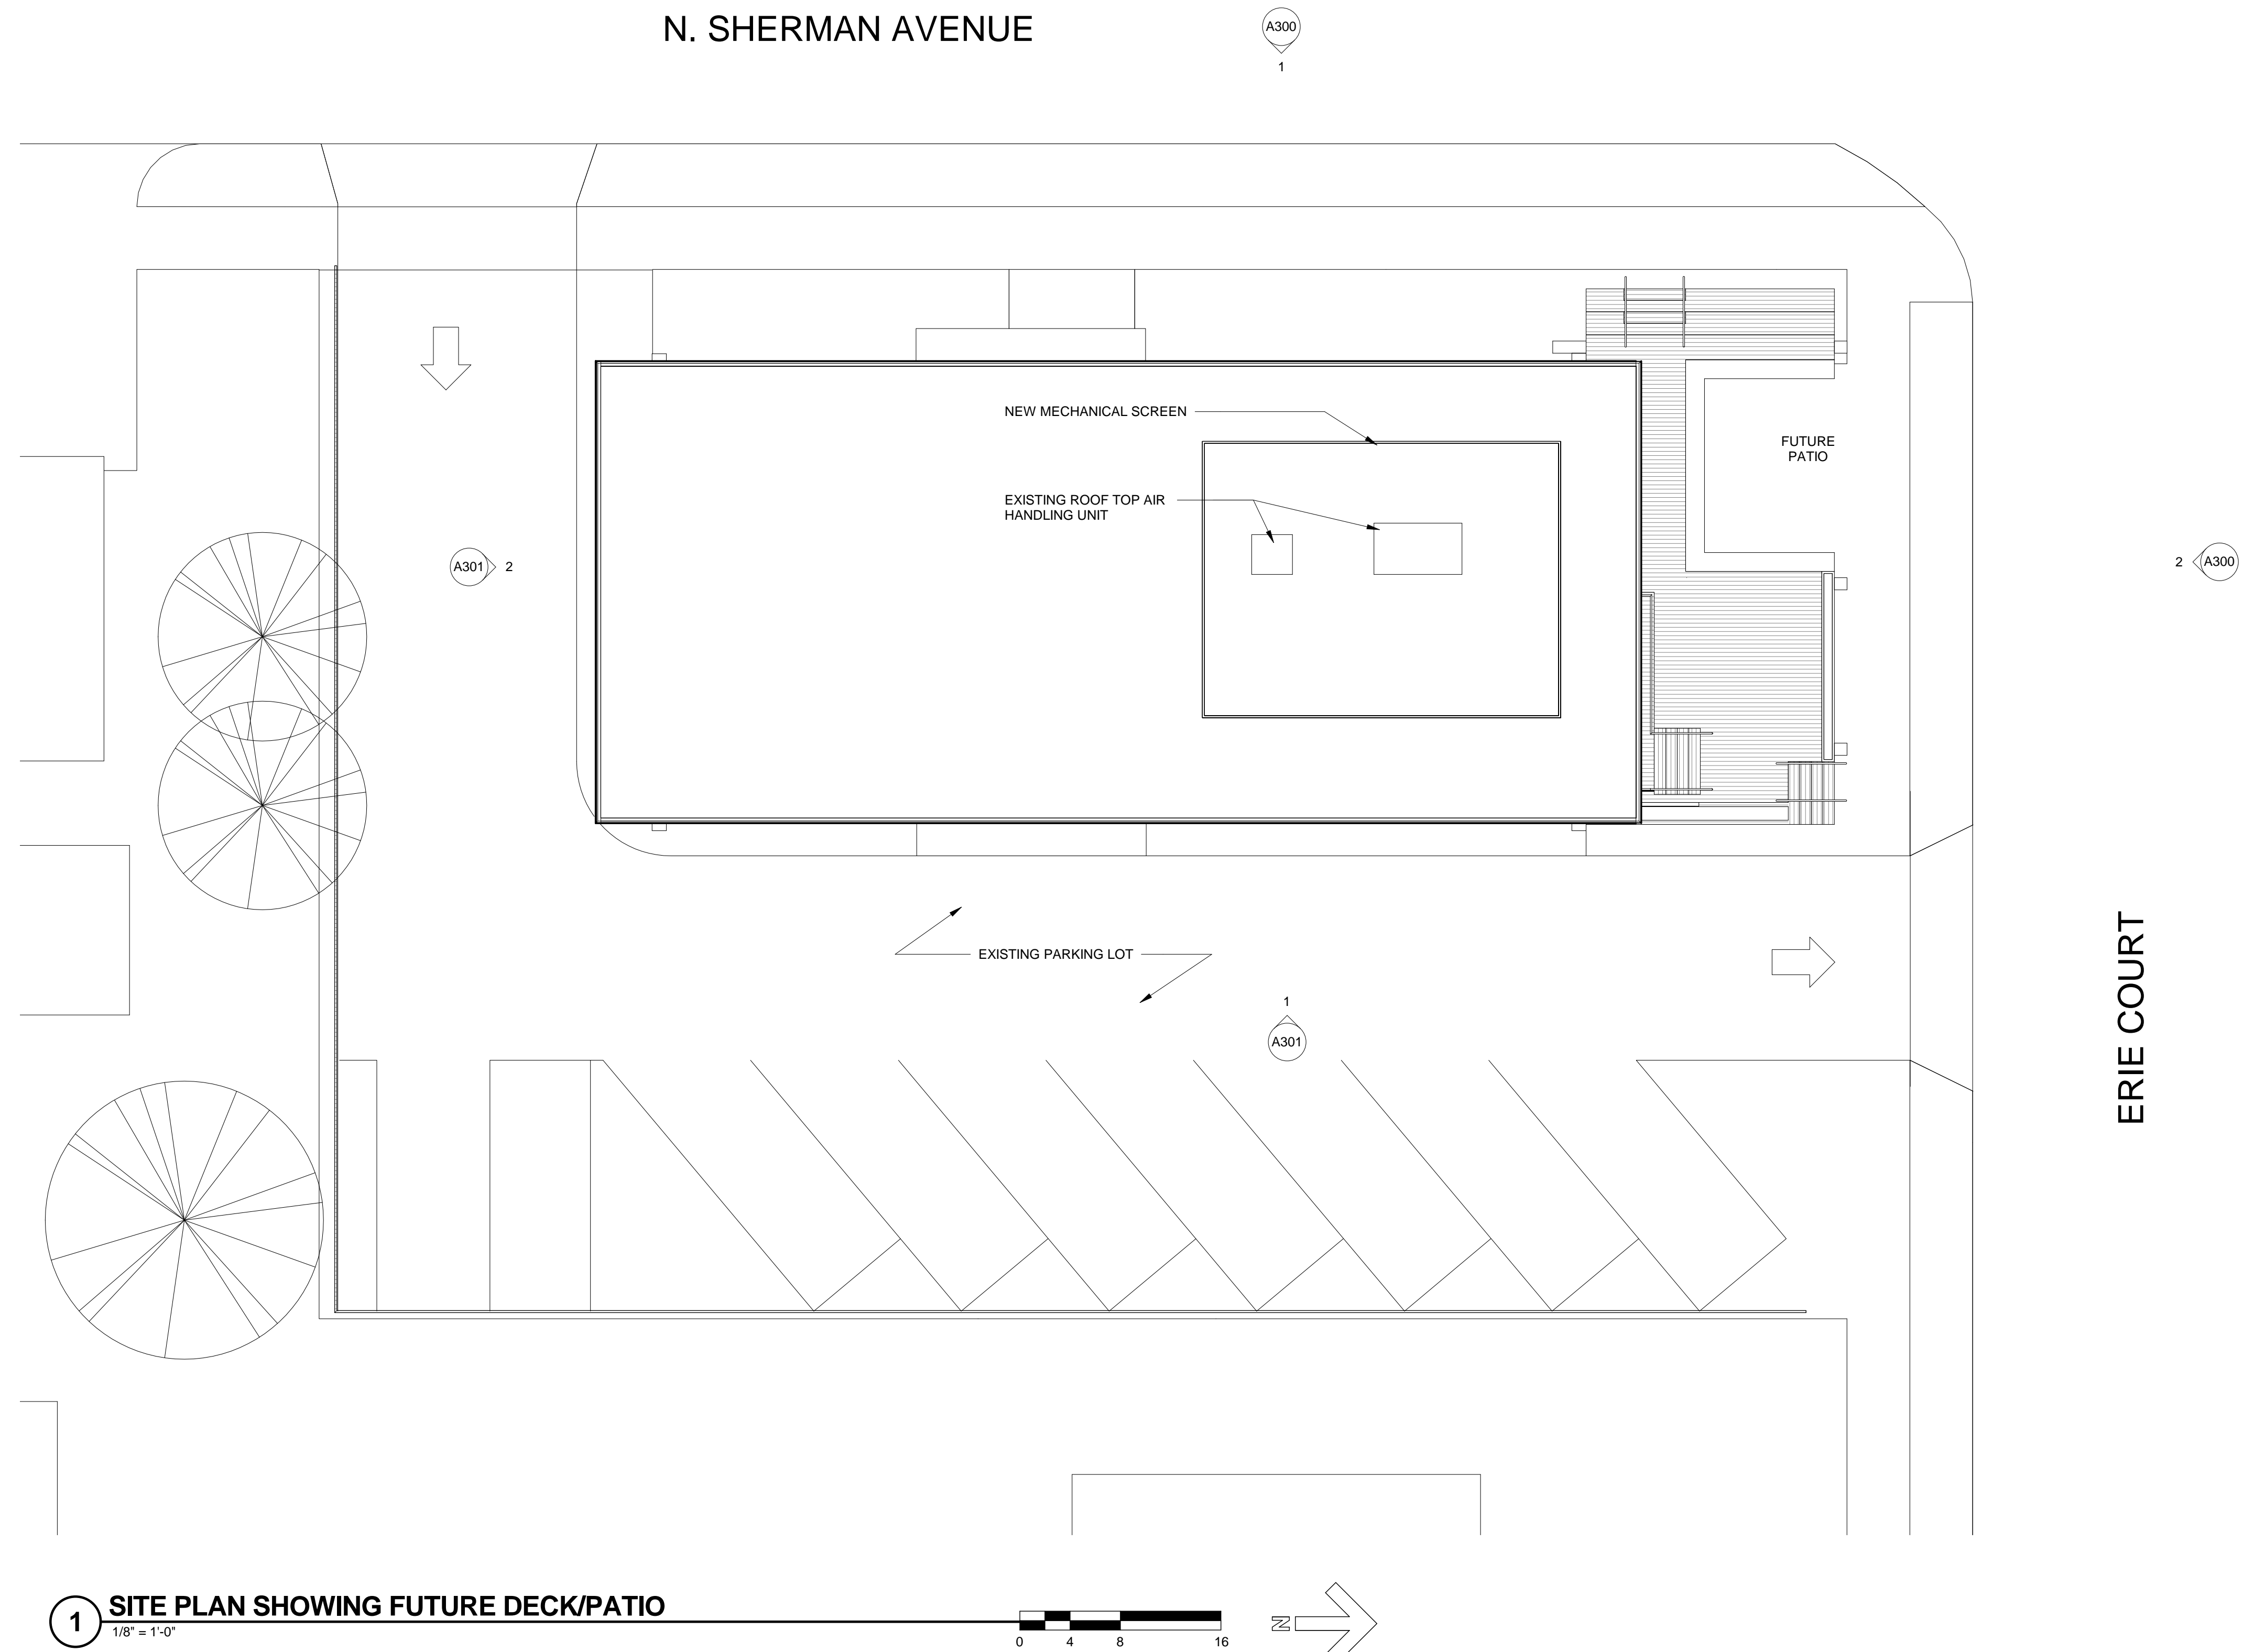 N. SHERMAN AVENUE
A300
1
NEW MECHANICAL SCREEN
FUTURE
PATIO
EXISTING ROOF TOP AIR
HANDLING UNIT
A301
2
2
A300
EXISTING PARKING LOT
1
A301
ERIE COURT
1
SITE PLAN SHOWING FUTURE DECK/PATIO
1/8" = 1'-0"
0 4 8 16
N